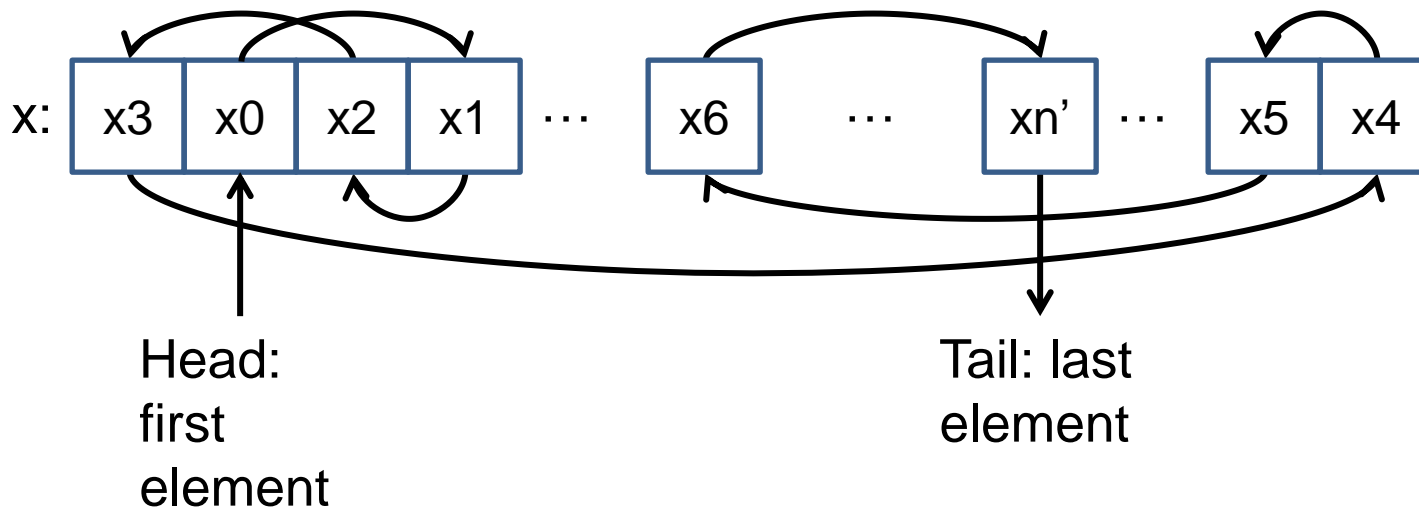 x: x3 x0 x2 x1 ⋯ x6 ⋯ xn’ ⋯ x5 x4
Head:
first
element
Tail: last
element